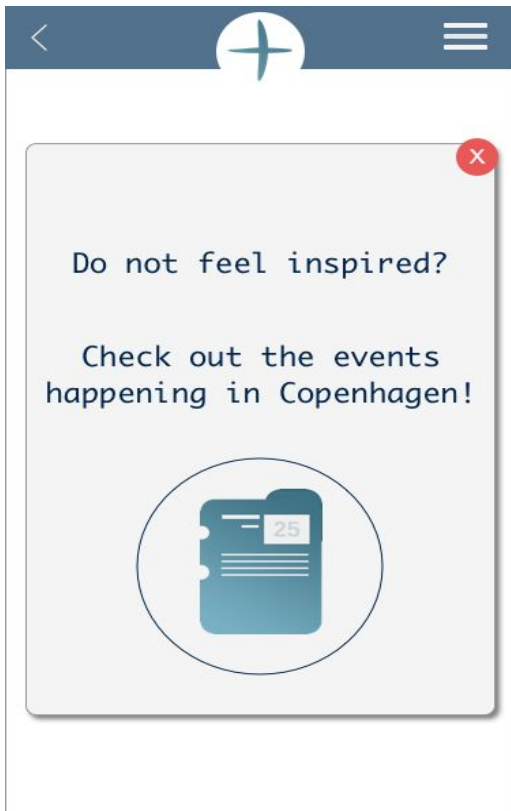 X
Do not feel inspired?
Check out the events
happening in Copenhagen!
25